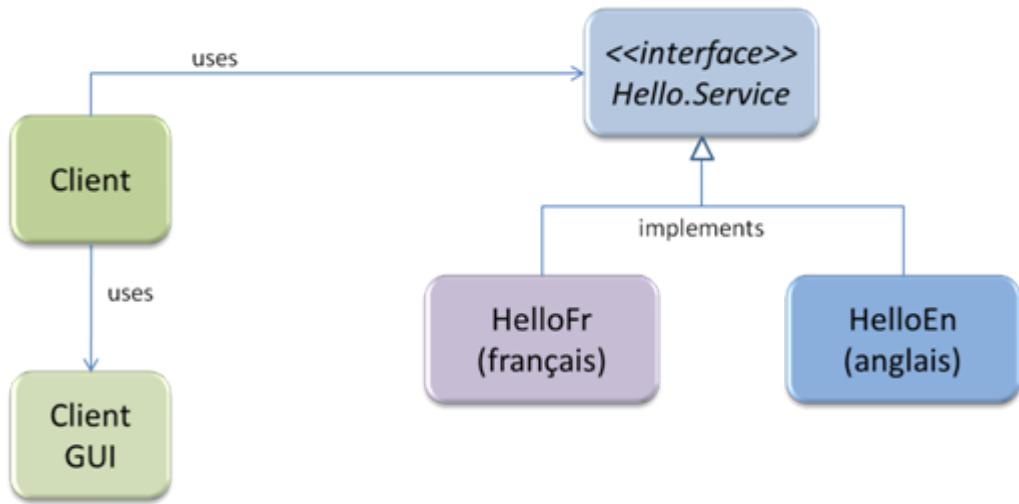 uses
<<interface>>
Hello.Service
Client
implements
uses
HelloFr
(français)
HelloEn
(anglais)
Client
GUI